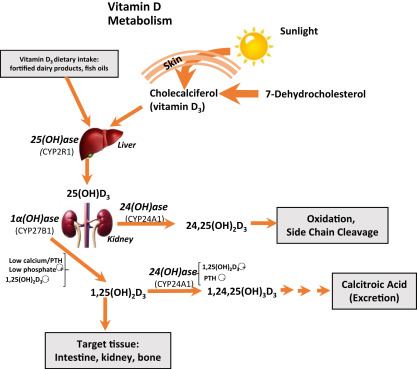 Vitamin D
Metabolism
Sunlight
Vitamin D3 dietary intake:
fortified dairy products, fish oils
Skin
Cholecalciferol
(vitamin D3)
7-Dehydrocholesterol
25(OH)ase
(CYP2R1)
Liver
25(OH)D3
1α(OH)ase
(CYP27B1)
Kidney
24(OH)ase
(CYP24A1)
24,25(OH)2D3
Oxidation,
Side Chain Cleavage
Low calcium/PTH
Low phosphate
1,25(OH)2D3
1,25(OH)2D3
24(OH)ase
(CYP24A1)
1,25(OH)2D3
PTH
1,24,25(OH)3D3
Calcitroic Acid
(Excretion)
Target tissue:
Intestine, kidney, bone